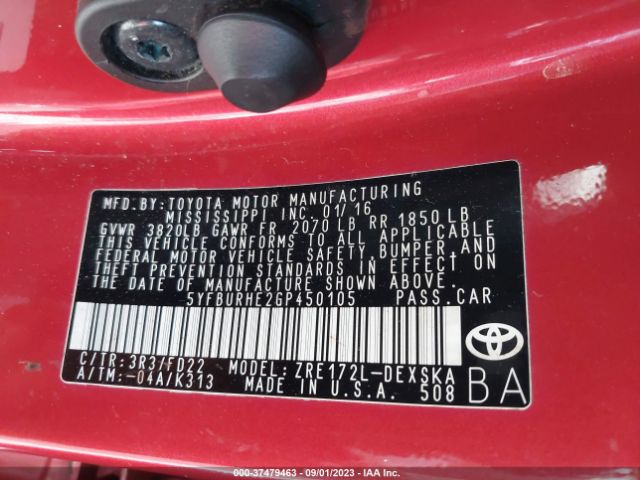 MFD.BY:TOYOTA MOTOR MANUFACTURING
MISSISSIPPI INC. 01/16
GVWR 3820LB GAWR FR 2070 LB RR 1850 LB
THIS VEHICLE CONFORMS TO ALL APPLICABLE
FEDERAL MOTOR VEHICLE SAFETY,BUMPER,AND
THEFT PREVENTION STANDARDS IN EFFECT ON
THE DATE OF MANUFACTURE SHOWN ABOVE.
5YFBURHE2GP450105 PASS.CAR
C/TR:3R3/FD22 MODEL:ZRE172L-DEXSKA
A/TM:-04A/K313 MADE IN U.S.A. 508
TOYOTA
BA
000-37479463 - 09/01/2023 - IAA Inc.